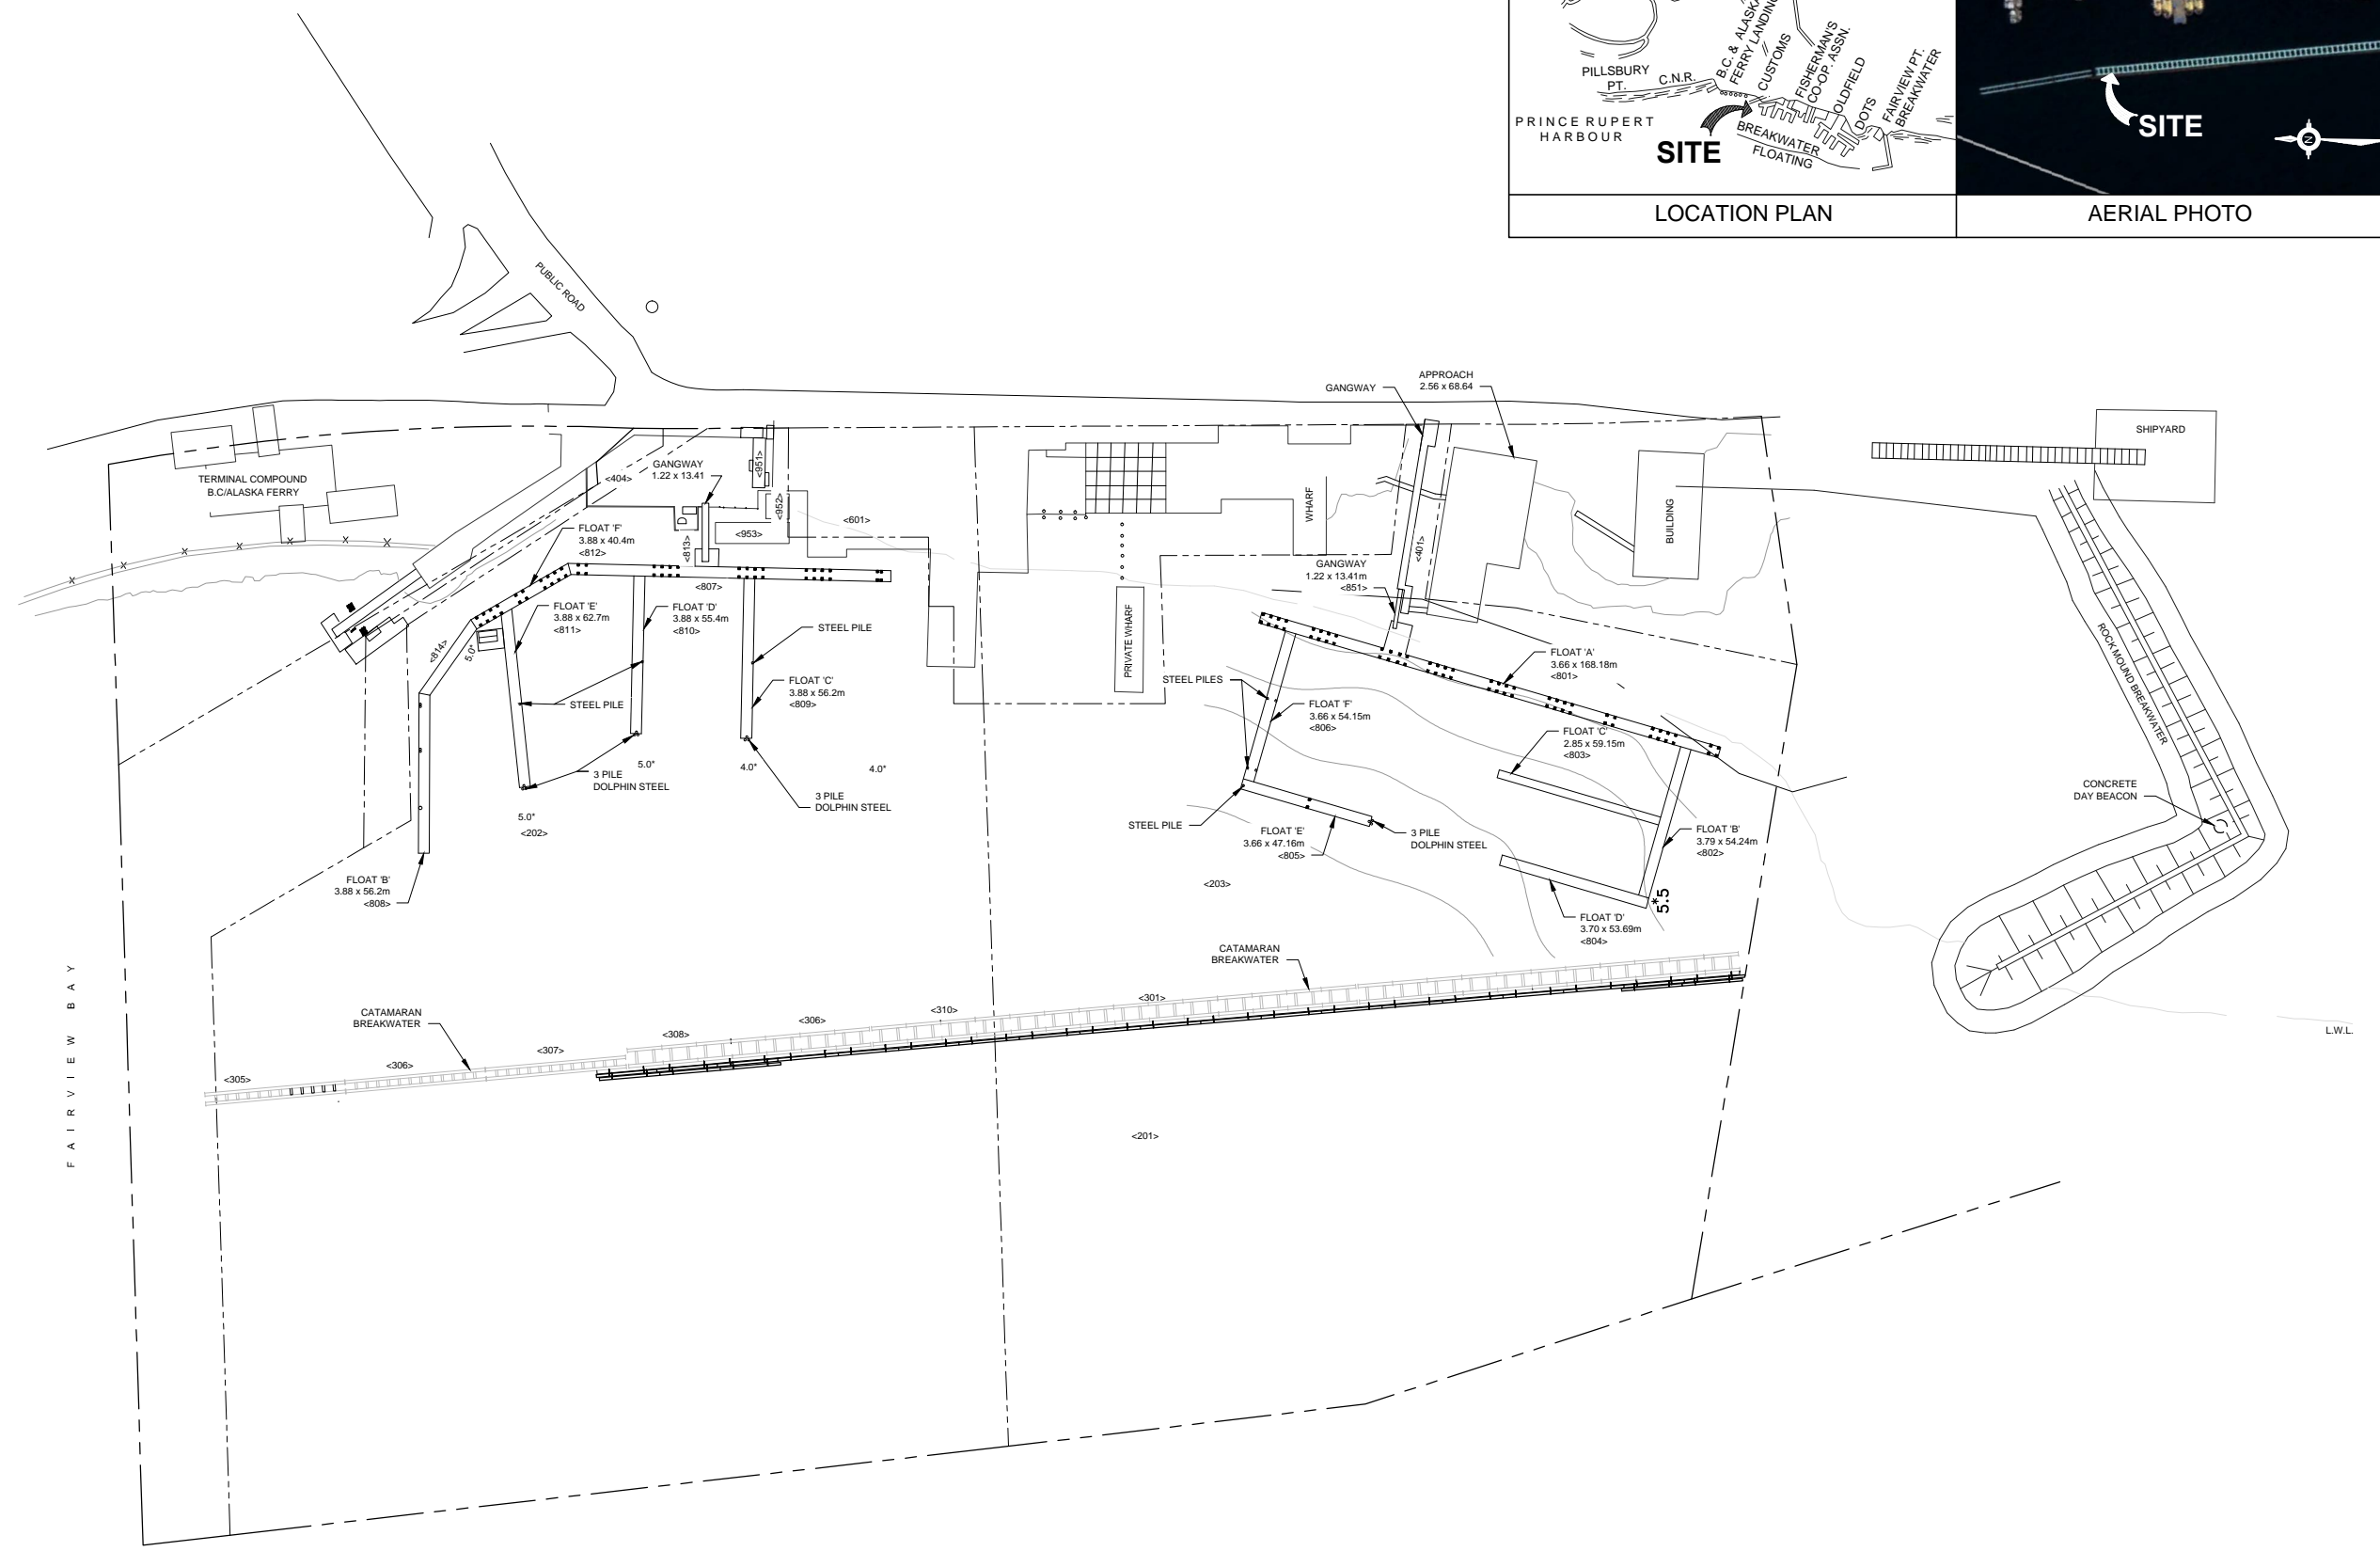 B.C. & ALASKA
FERRY LANDING
CUSTOMS
FISHERMAN'S
CO-OP. ASSN.
OLDFIELD
DOTS
FAIRVIEW PT.
BREAKWATER
PILLSBURY
PT.
C.N.R.
PRINCE RUPERT
HARBOUR
SITE
BREAKWATER
FLOATING
SITE
N
LOCATION PLAN
AERIAL PHOTO
PUBLIC ROAD
GANGWAY
APPROACH
2.56 x 68.64
SHIPYARD
TERMINAL COMPOUND
B.C/ALASKA FERRY
<404>
GANGWAY
1.22 x 13.41
<951>
<952>
<953>
D
<813>
<601>
WHARF
<401>
BUILDING
X X X X X X
FLOAT 'F'
3.88 x 40.4m
<812>
<807>
GANGWAY
1.22 x 13.41m
<851>
FLOAT 'E'
3.88 x 62.7m
<811>
FLOAT 'D'
3.88 x 55.4m
<810>
STEEL PILE
PRIVATE WHARF
ROCK MOUND BREAKWATER
<814>
5.0*
FLOAT 'A'
3.66 x 168.18m
<801>
STEEL PILES
FLOAT 'C'
3.88 x 56.2m
<809>
STEEL PILE
FLOAT 'F'
3.66 x 54.15m
<806>
FLOAT 'C'
2.85 x 59.15m
<803>
5.0*
4.0*
4.0*
3 PILE
DOLPHIN STEEL
3 PILE
DOLPHIN STEEL
CONCRETE
DAY BEACON
5.0*
<202>
STEEL PILE
FLOAT 'E'
3.66 x 47.16m
<805>
3 PILE
DOLPHIN STEEL
FLOAT 'B'
3.79 x 54.24m
<802>
FLOAT 'B'
3.88 x 56.2m
<808>
<203>
5.5*
FLOAT 'D'
3.70 x 53.69m
<804>
CATAMARAN
BREAKWATER
FAIRVIEW BAY
CATAMARAN
BREAKWATER
<301>
<310>
<306>
<308>
<307>
<306>
<305>
L.W.L.
<201>